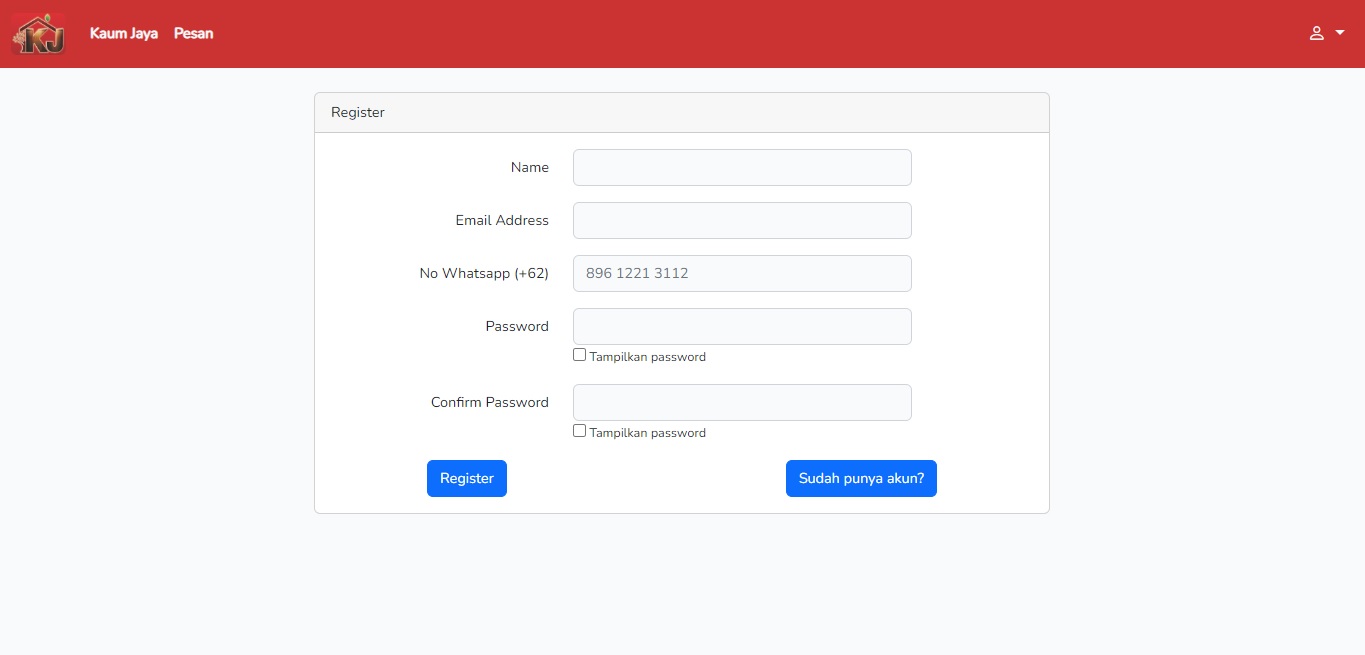 KJ Kaum Jaya Pesan
Register
Name
Email Address
No Whatsapp (+62) 896 1221 3112
Password
Tampilkan password
Confirm Password
Tampilkan password
Register Sudah punya akun?